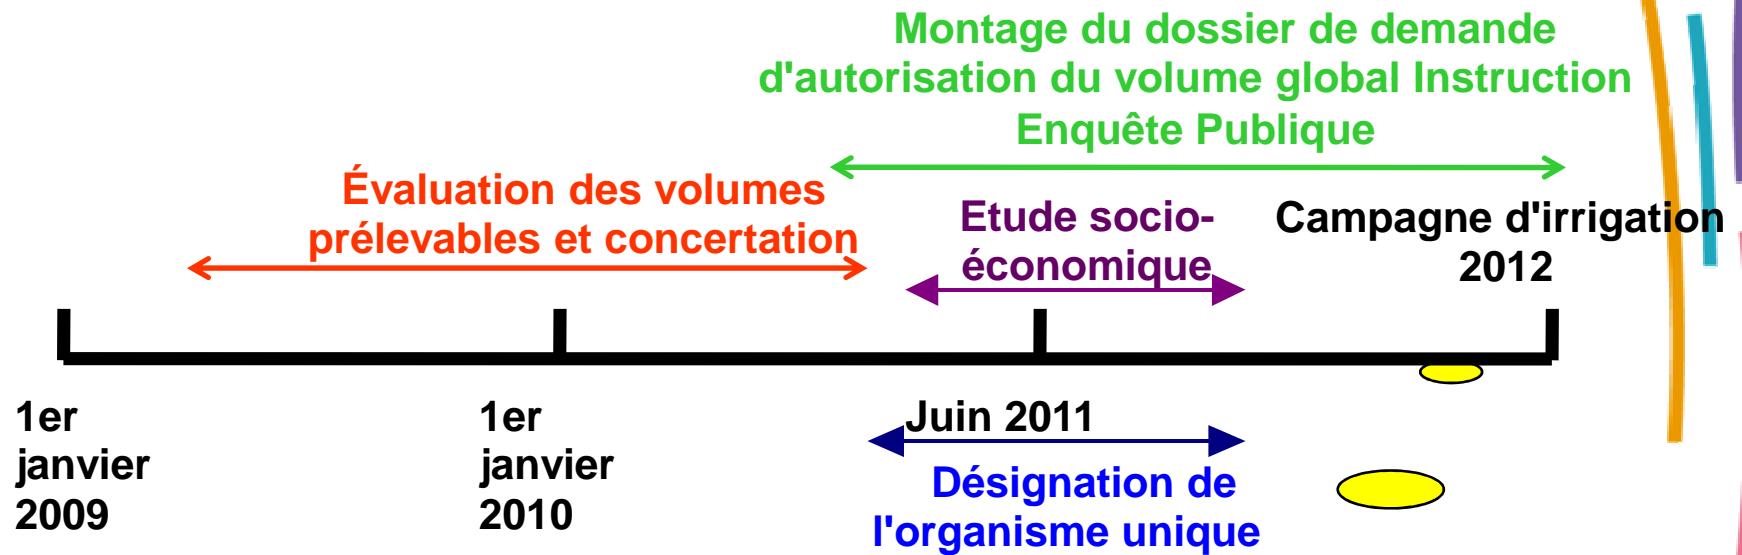 Montage du dossier de demande
d'autorisation du volume global Instruction
Enquête Publique
Évaluation des volumes
prélevables et concertation
Etude socio-
économique
Campagne d'irrigation
2012
1er
janvier
2009
1er
janvier
2010
Juin 2011
Désignation de
l'organisme unique